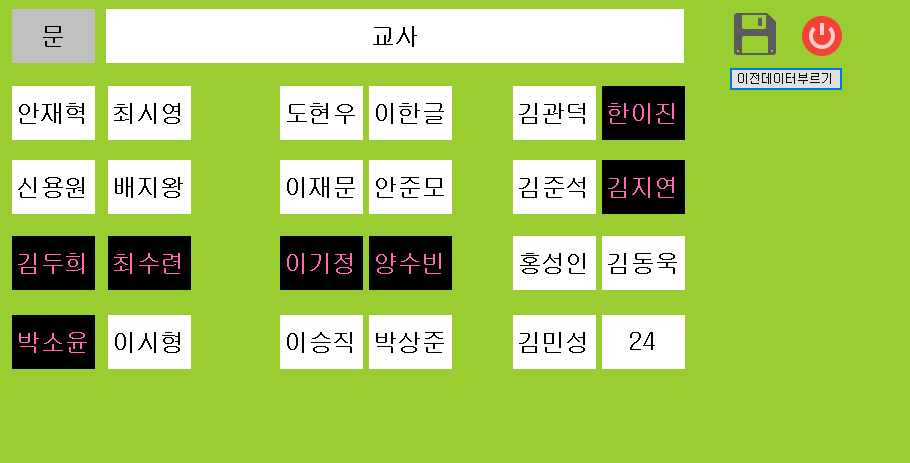 문 교사
이전데이터부르기
안재혁 최시영 도현우 이한글 김관덕 한이진
신용원 배지왕 이재문 안준모 김준석 김지연
김두희 최수련 이기정 양수빈 홍성인 김동욱
박소윤 이시형 이승직 박상준 김민성 24